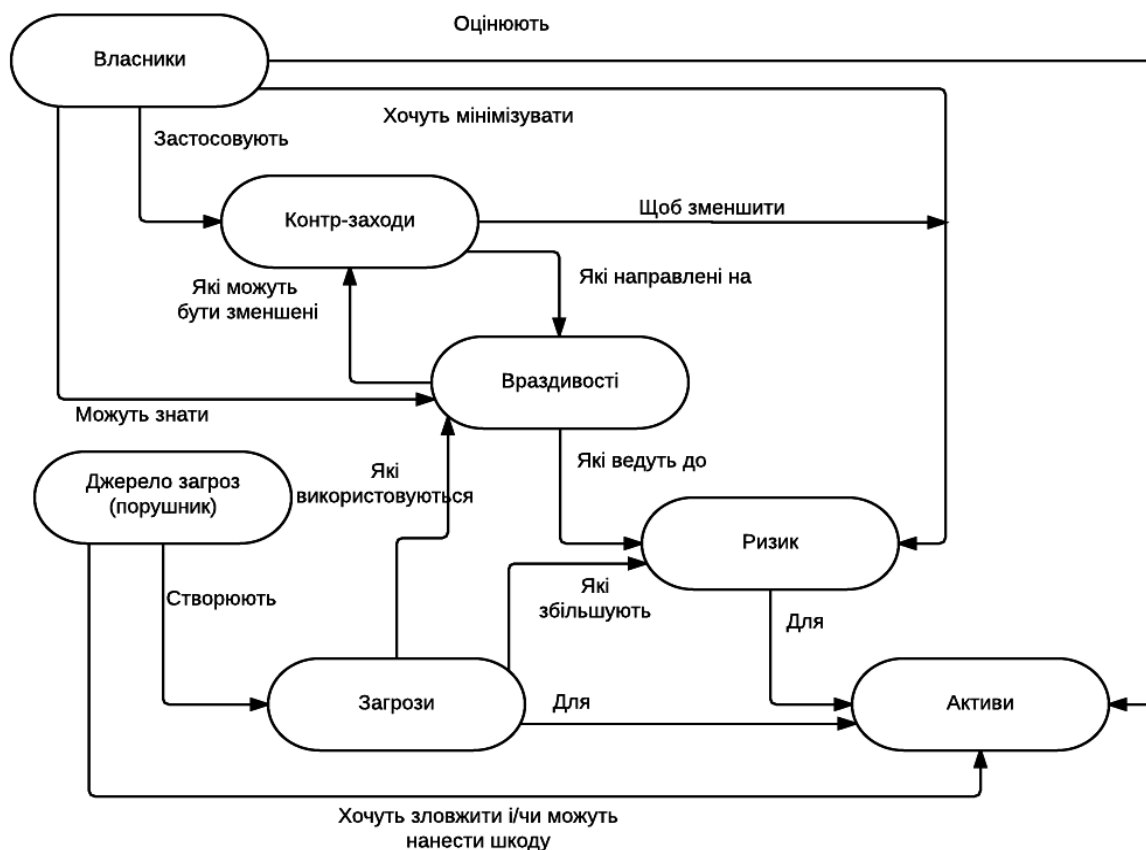 Оцінюють
Власники
Хочуть мінімізувати
Застосовують
Контр-заходи
Щоб зменшити
Які можуть
бути зменшені
Які направлені на
Враздивості
Можуть знати
Які ведуть до
Джерело загроз
(порушник)
Які
використовуються
Ризик
Які
збільшують
Створюють
Для
Загрози
Для
Активи
Хочуть зловжити і/чи можуть
нанести шкоду